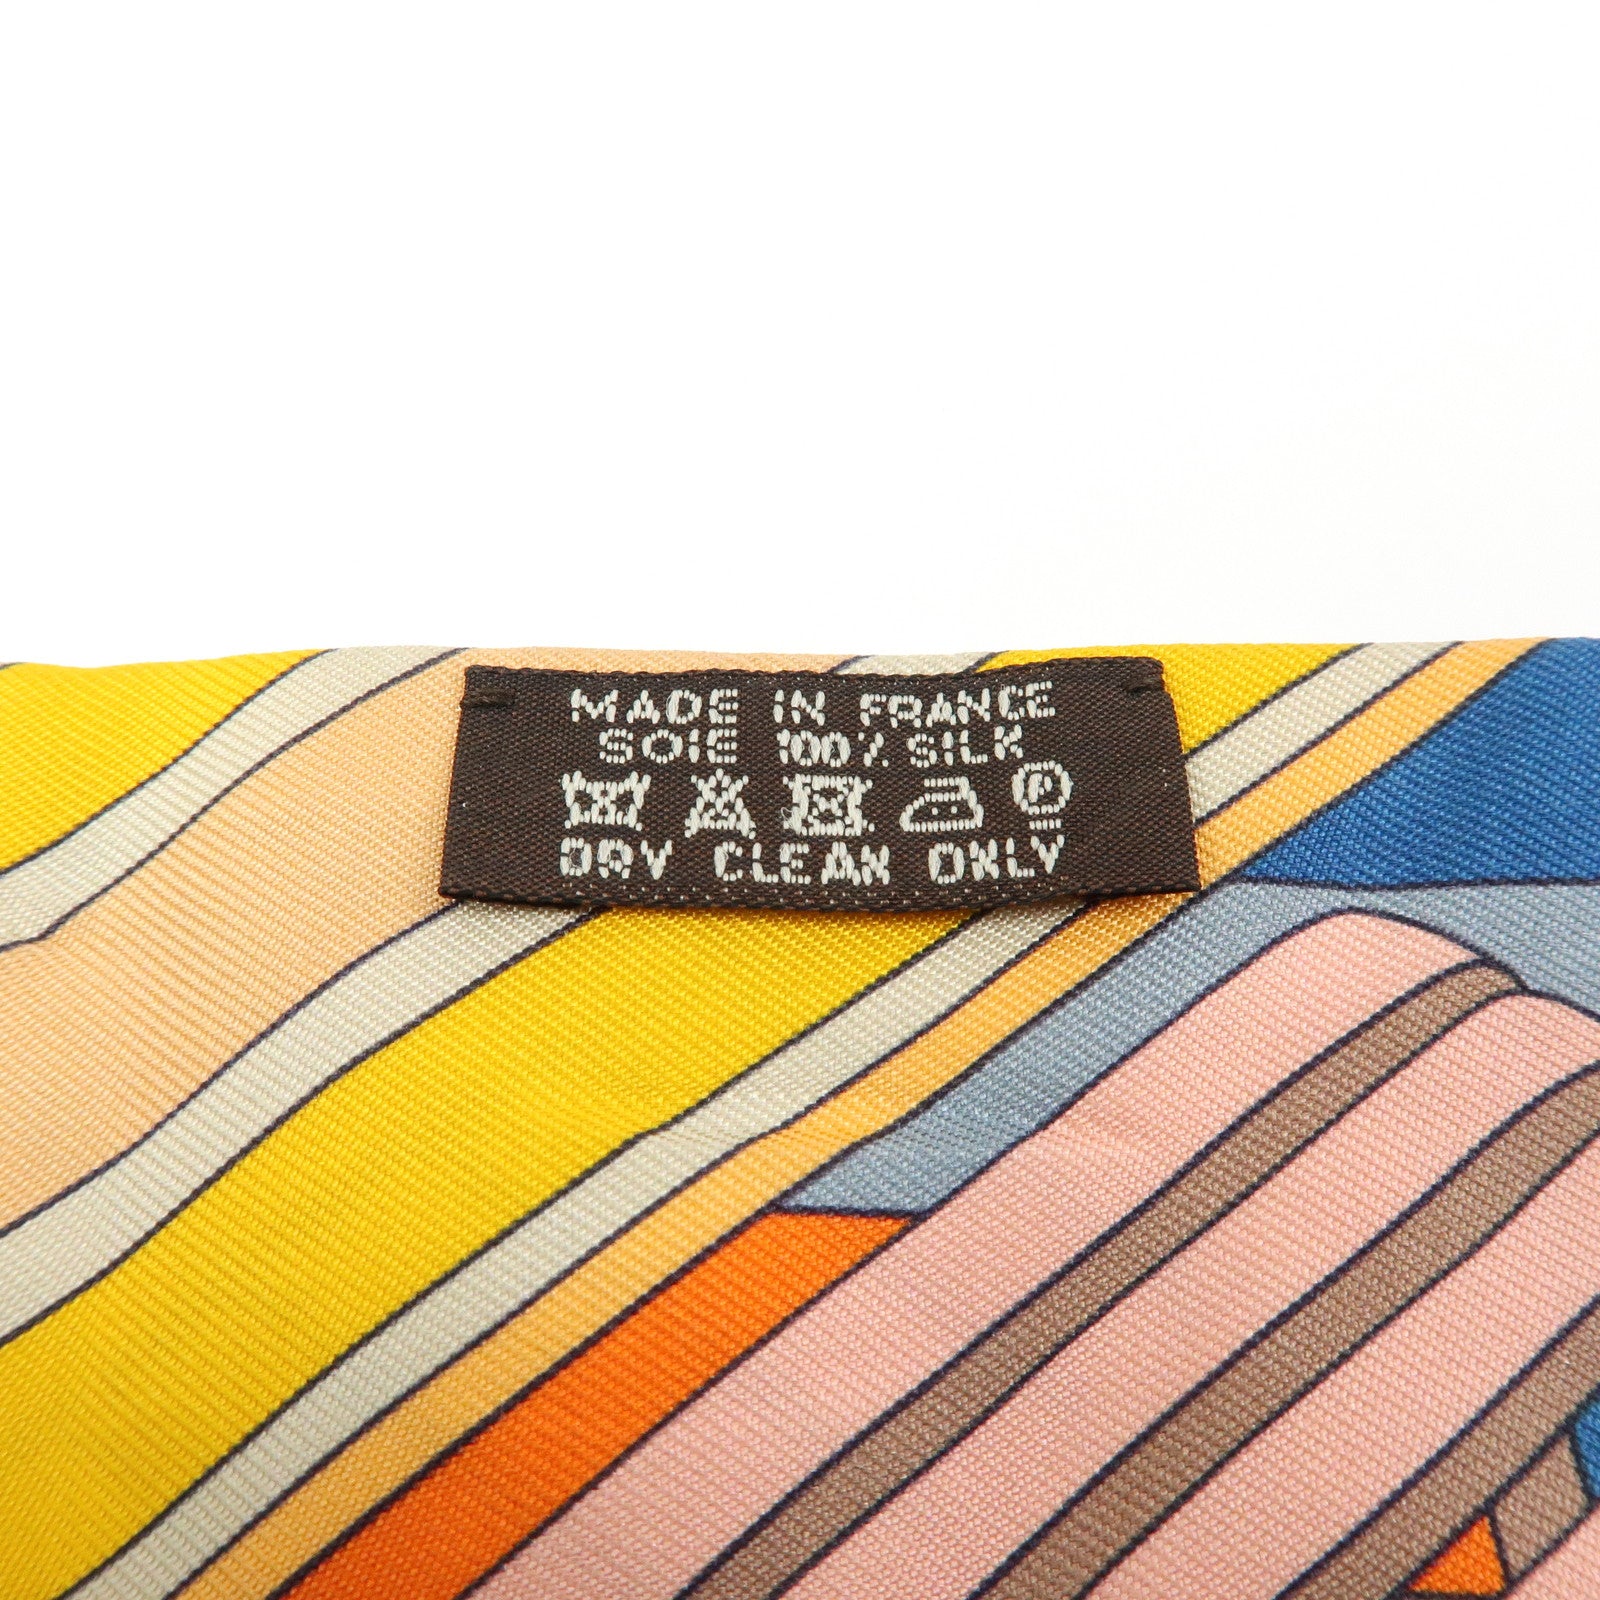 MADE IN FRANCE
SOIE 100% SILK
P
DRY CLEAN ONLY